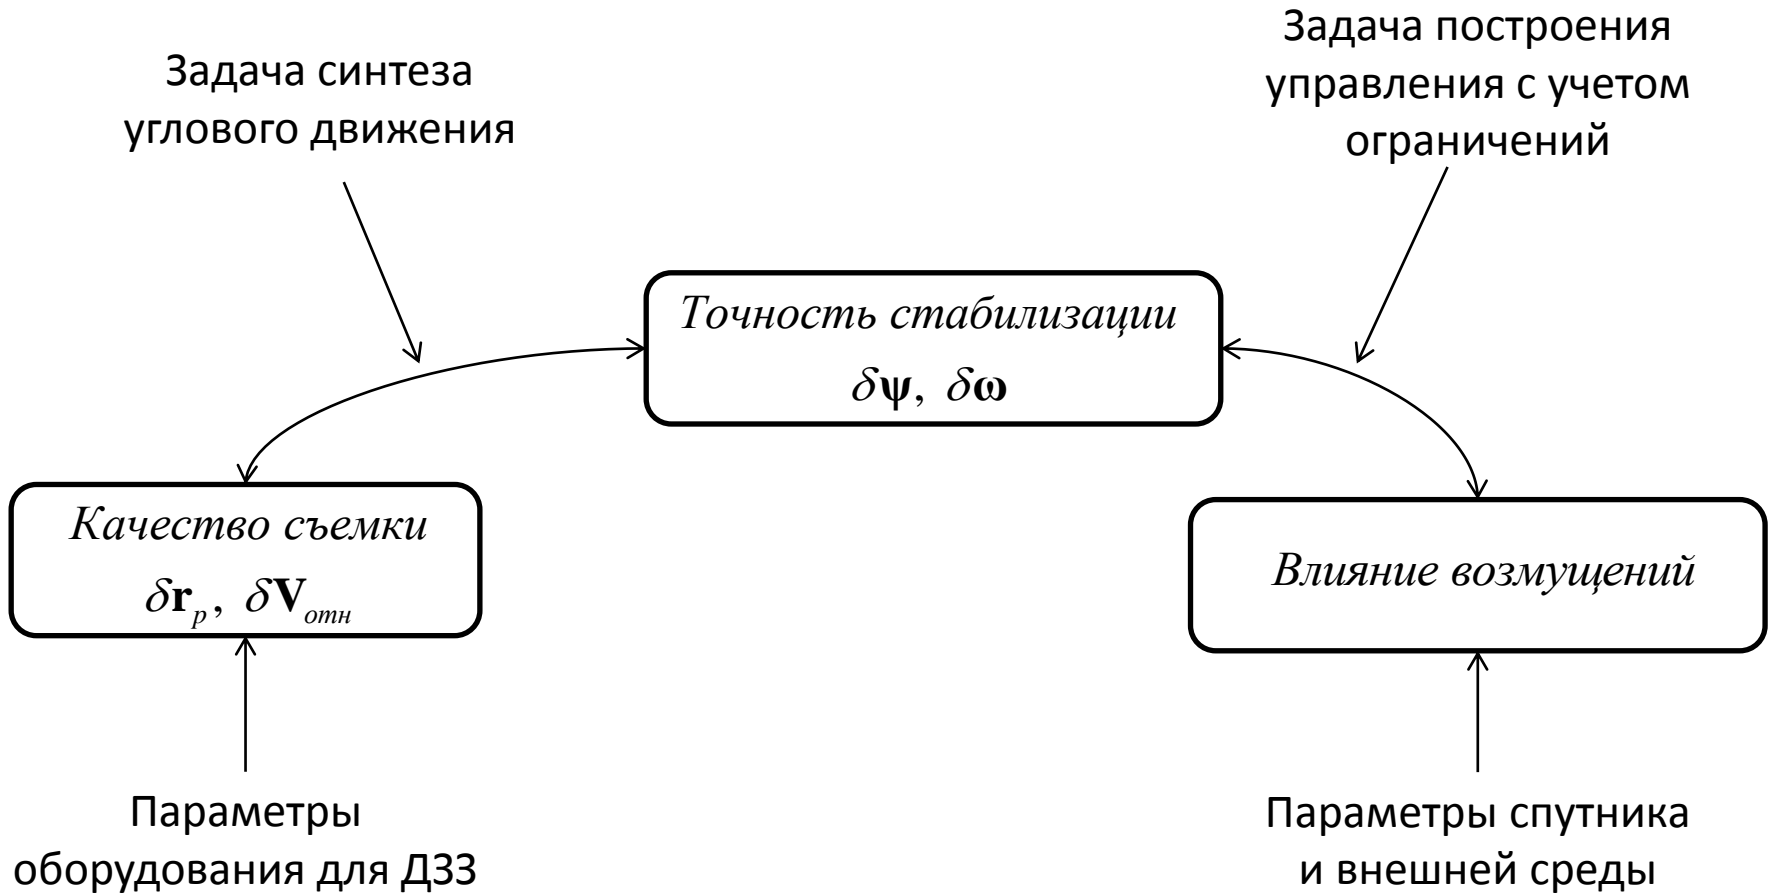 Задача синтеза
углового движения
Задача построения
управления с учетом
ограничений
Точность стабилизации
δψ, δω
Качество съемки
δr_p, δV_отн
Влияние возмущений
Параметры
оборудования для ДЗЗ
Параметры спутника
и внешней среды